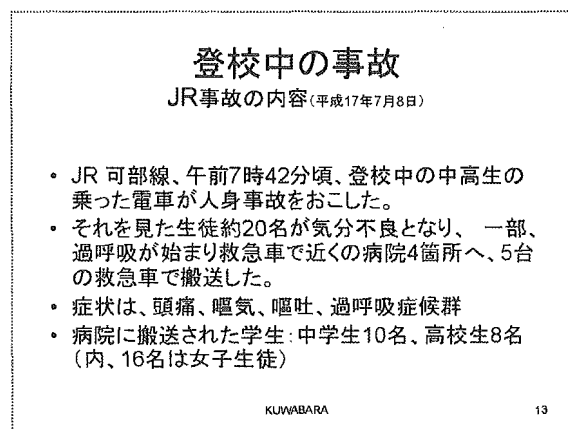 登校中の事故
JR事故の内容(平成17年7月8日)
• JR 可部線、午前7時42分頃、登校中の中高生の
乗った電車が人身事故をおこした。
• それを見た生徒約20名が気分不良となり、 一部、
過呼吸が始まり救急車で近くの病院4箇所へ、5台
の救急車で搬送した。
• 症状は、頭痛、嘔気、嘔吐、過呼吸症候群
• 病院に搬送された学生:中学生10名、高校生8名
(内、16名は女子生徒)
KUWABARA 13